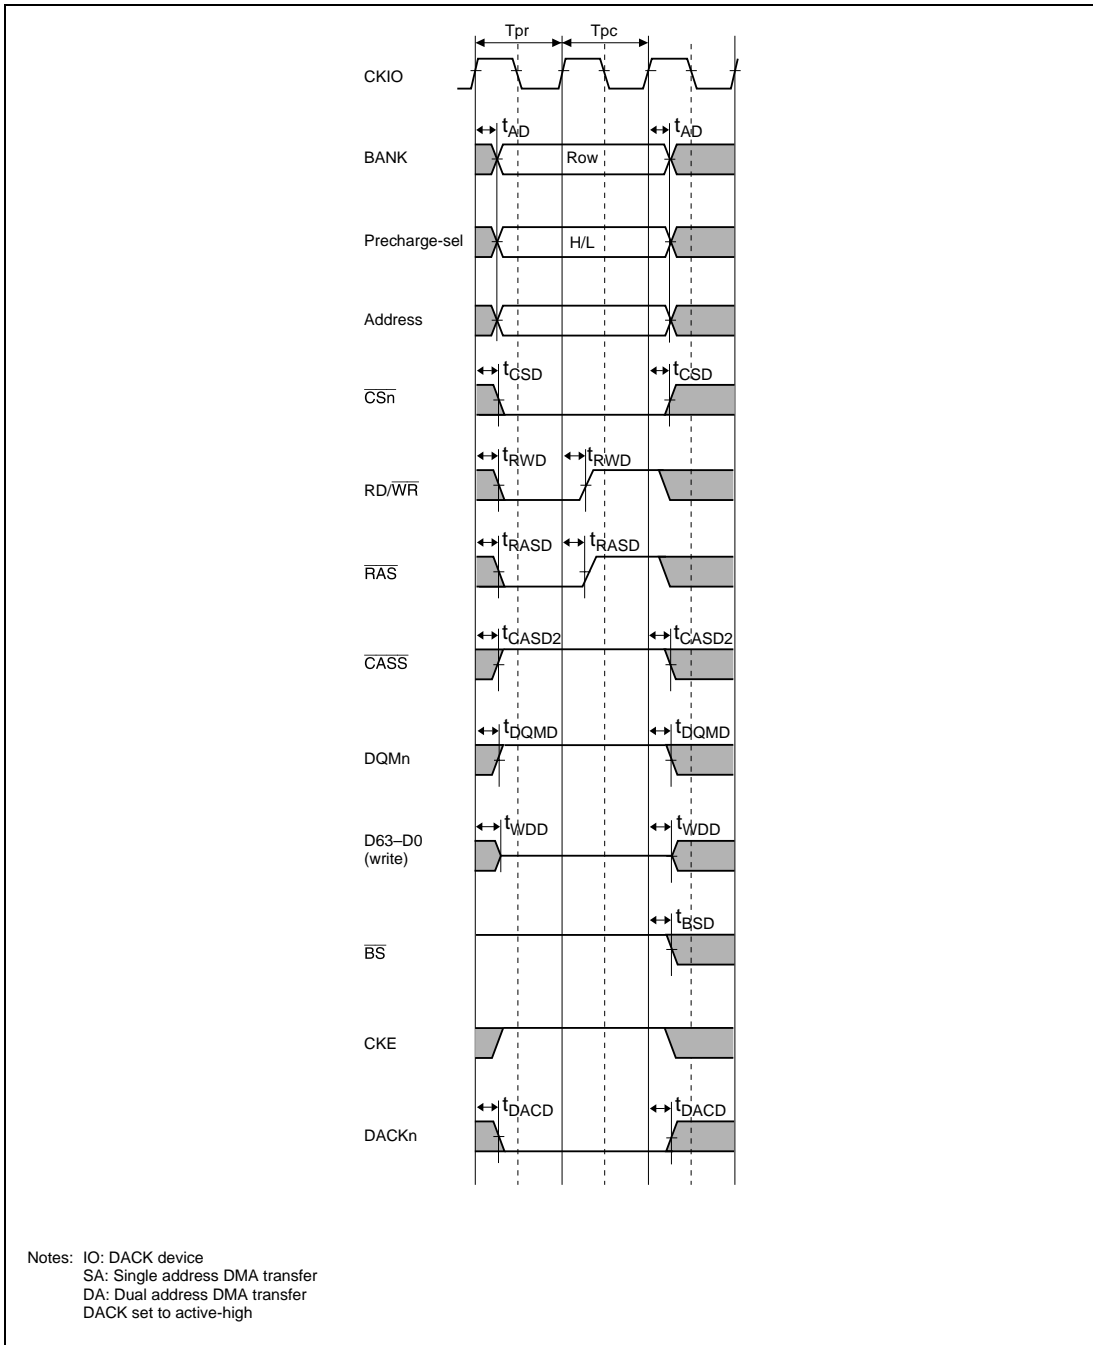 Tpr Tpc
CKIO
tAD tAD
BANK Row
Precharge-sel H/L
Address
tCSD tCSD
CSn
tRWD tRWD
RD/WR
tRASD tRASD
RAS
tCASD2 tCASD2
CASS
tDQMD tDQMD
DQMn
tWDD tWDD
D63–D0
(write)
tBSD
BS
CKE
tDACD tDACD
DACKn
Notes: IO: DACK device
SA: Single address DMA transfer
DA: Dual address DMA transfer
DACK set to active-high